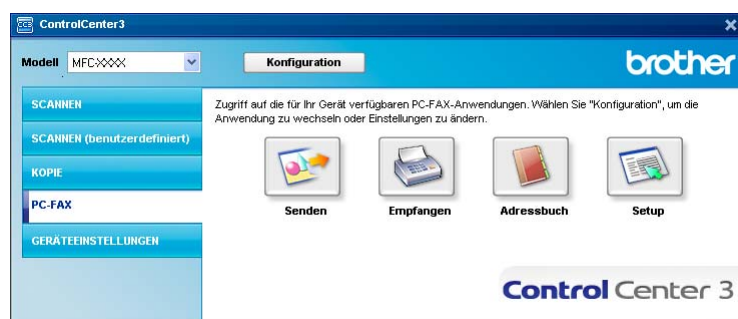 ControlCenter3
Modell MFC-XXXX Konfiguration brother
SCANNEN
SCANNEN (benutzerdefiniert)
KOPIE
PC-FAX
GERÄTEEINSTELLUNGEN
Zugriff auf die für Ihr Gerät verfügbaren PC-FAX-Anwendungen. Wählen Sie "Konfiguration", um die
Anwendung zu wechseln oder Einstellungen zu ändern.
Senden Empfangen Adressbuch Setup
Control Center 3